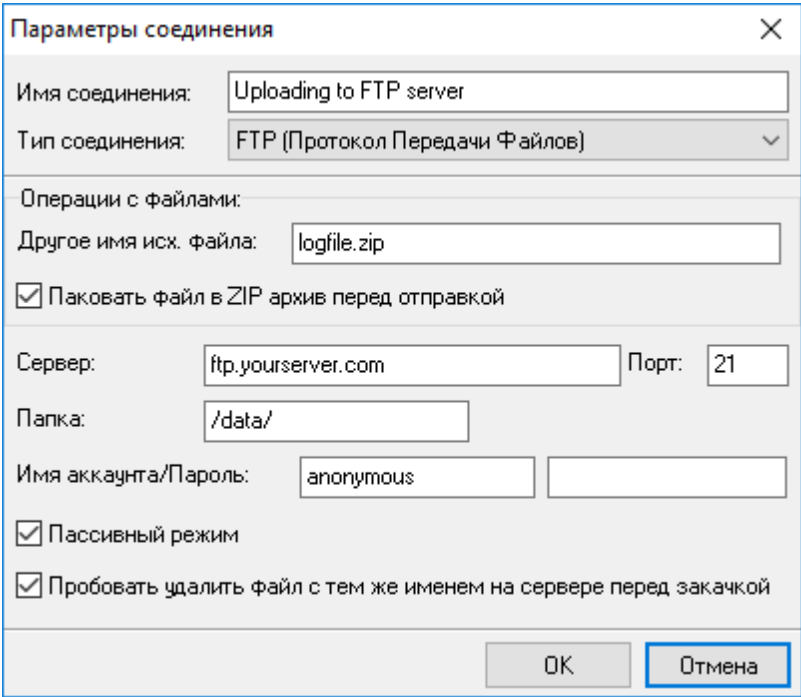 Параметры соединения
Имя соединения: Uploading to FTP server
Тип соединения: FTP (Протокол Передачи Файлов)
Операции с файлами:
Другое имя исх. файла: logfile.zip
Паковать файл в ZIP архив перед отправкой
Сервер: ftp.yourserver.com Порт: 21
Папка: /data/
Имя аккаунта/Пароль: anonymous
Пассивный режим
Пробовать удалить файл с тем же именем на сервере перед закачкой
OK Отмена